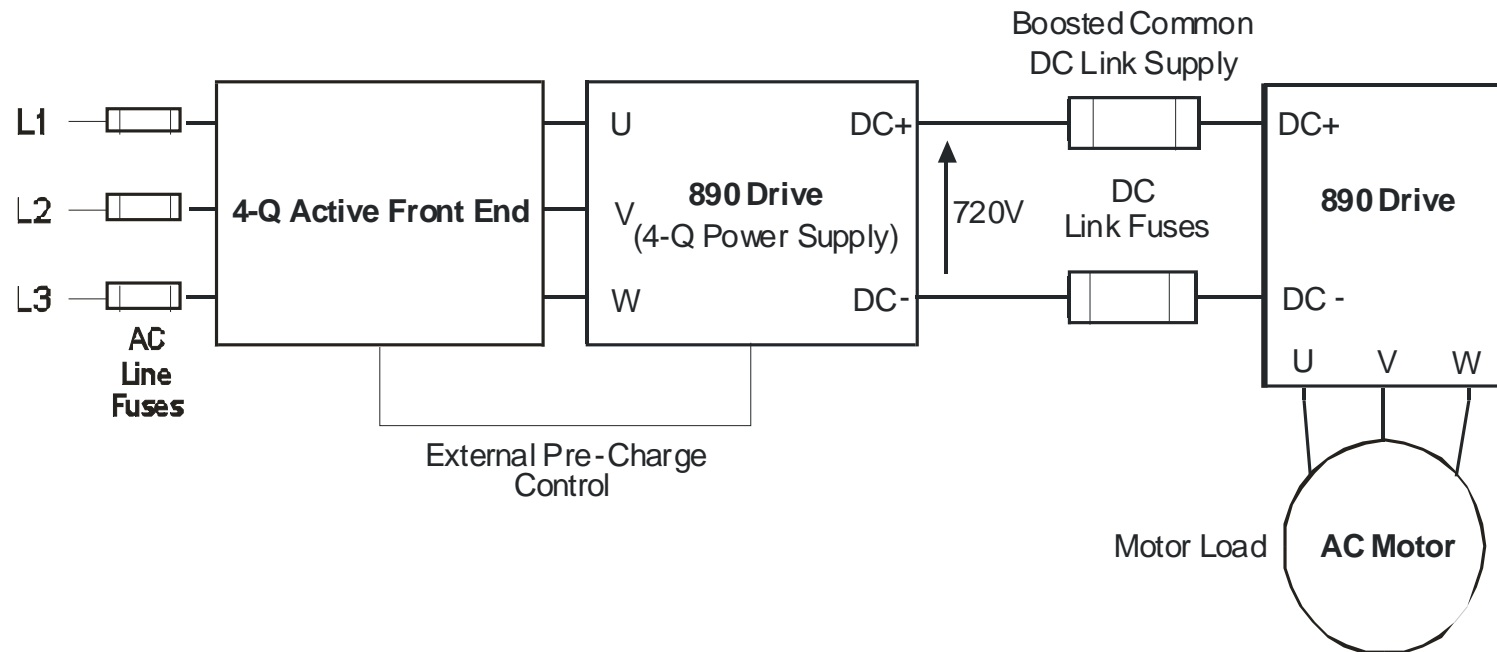 Boosted Common
DC Link Supply
L1
L2
L3
AC
Line
Fuses
4-Q Active Front End
U
V
W
890 Drive
(4-Q Power Supply)
DC+
DC-
720V
DC
Link Fuses
DC+
890 Drive
DC -
U V W
External Pre-Charge
Control
Motor Load
AC Motor